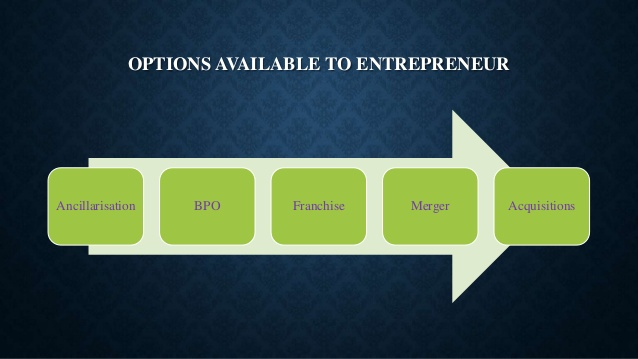 OPTIONS AVAILABLE TO ENTREPRENEUR
Ancillarisation
BPO
Franchise
Merger
Acquisitions